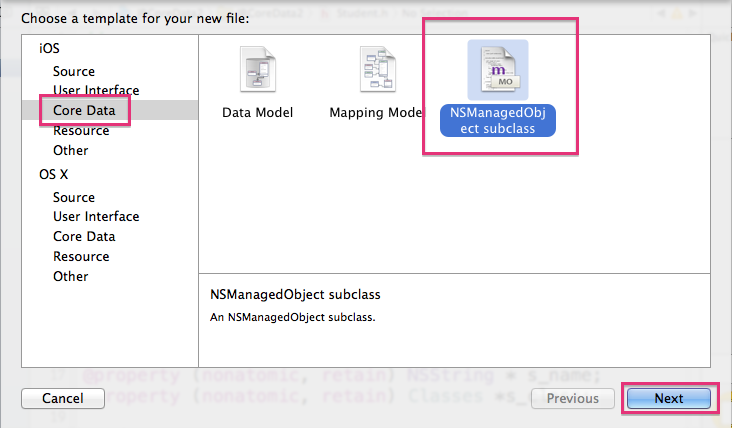 Choose a template for your new file:
iOS
Source
User Interface
Core Data
Resource
Other
OS X
Source
User Interface
Core Data
Resource
Other
Data Model
Mapping Model
MO
NSManagedObj
ect subclass
NSManagedObject subclass
An NSManagedObject subclass.
@property (nonatomic, retain) NSString * s_name;
property (nonatomic, retain) Classes *s_
Cancel
Previous
Next